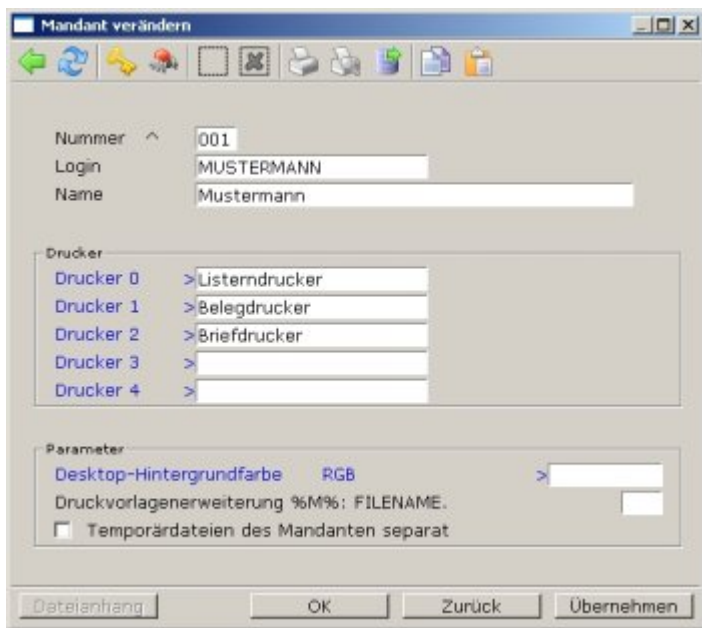 Mandant verändern
Nummer ^ 001
Login MUSTERMANN
Name Mustermann
Drucker
Drucker 0 >Listerndrucker
Drucker 1 >Belegdrucker
Drucker 2 >Briefdrucker
Drucker 3 >
Drucker 4 >
Parameter
Desktop-Hintergrundfarbe RGB >
Druckvorlagenerweiterung %M%: FILENAME.
Temporärdateien des Mandanten separat
Dateianhang OK Zurück Übernehmen